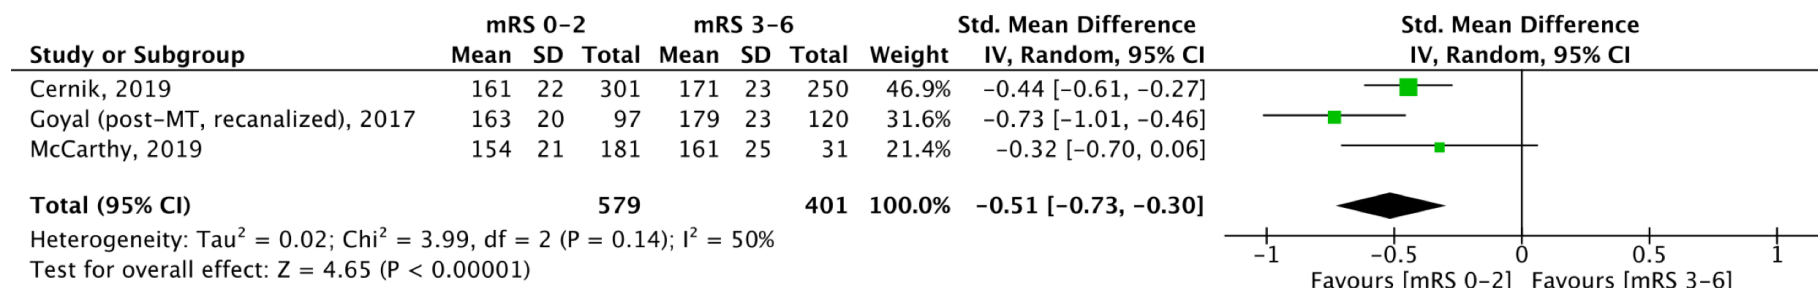 mRS 0–2 mRS 3–6 Std. Mean Difference Std. Mean Difference
Study or Subgroup Mean SD Total Mean SD Total Weight IV, Random, 95% CI IV, Random, 95% CI
Cernik, 2019 161 22 301 171 23 250 46.9% −0.44 [−0.61, −0.27]
Goyal (post–MT, recanalized), 2017 163 20 97 179 23 120 31.6% −0.73 [−1.01, −0.46]
McCarthy, 2019 154 21 181 161 25 31 21.4% −0.32 [−0.70, 0.06]
Total (95% CI) 579 401 100.0% −0.51 [−0.73, −0.30]
Heterogeneity: Tau² = 0.02; Chi² = 3.99, df = 2 (P = 0.14); I² = 50%
Test for overall effect: Z = 4.65 (P < 0.00001)
−1 −0.5 0 0.5 1
Favours [mRS 0–2] Favours [mRS 3–6]